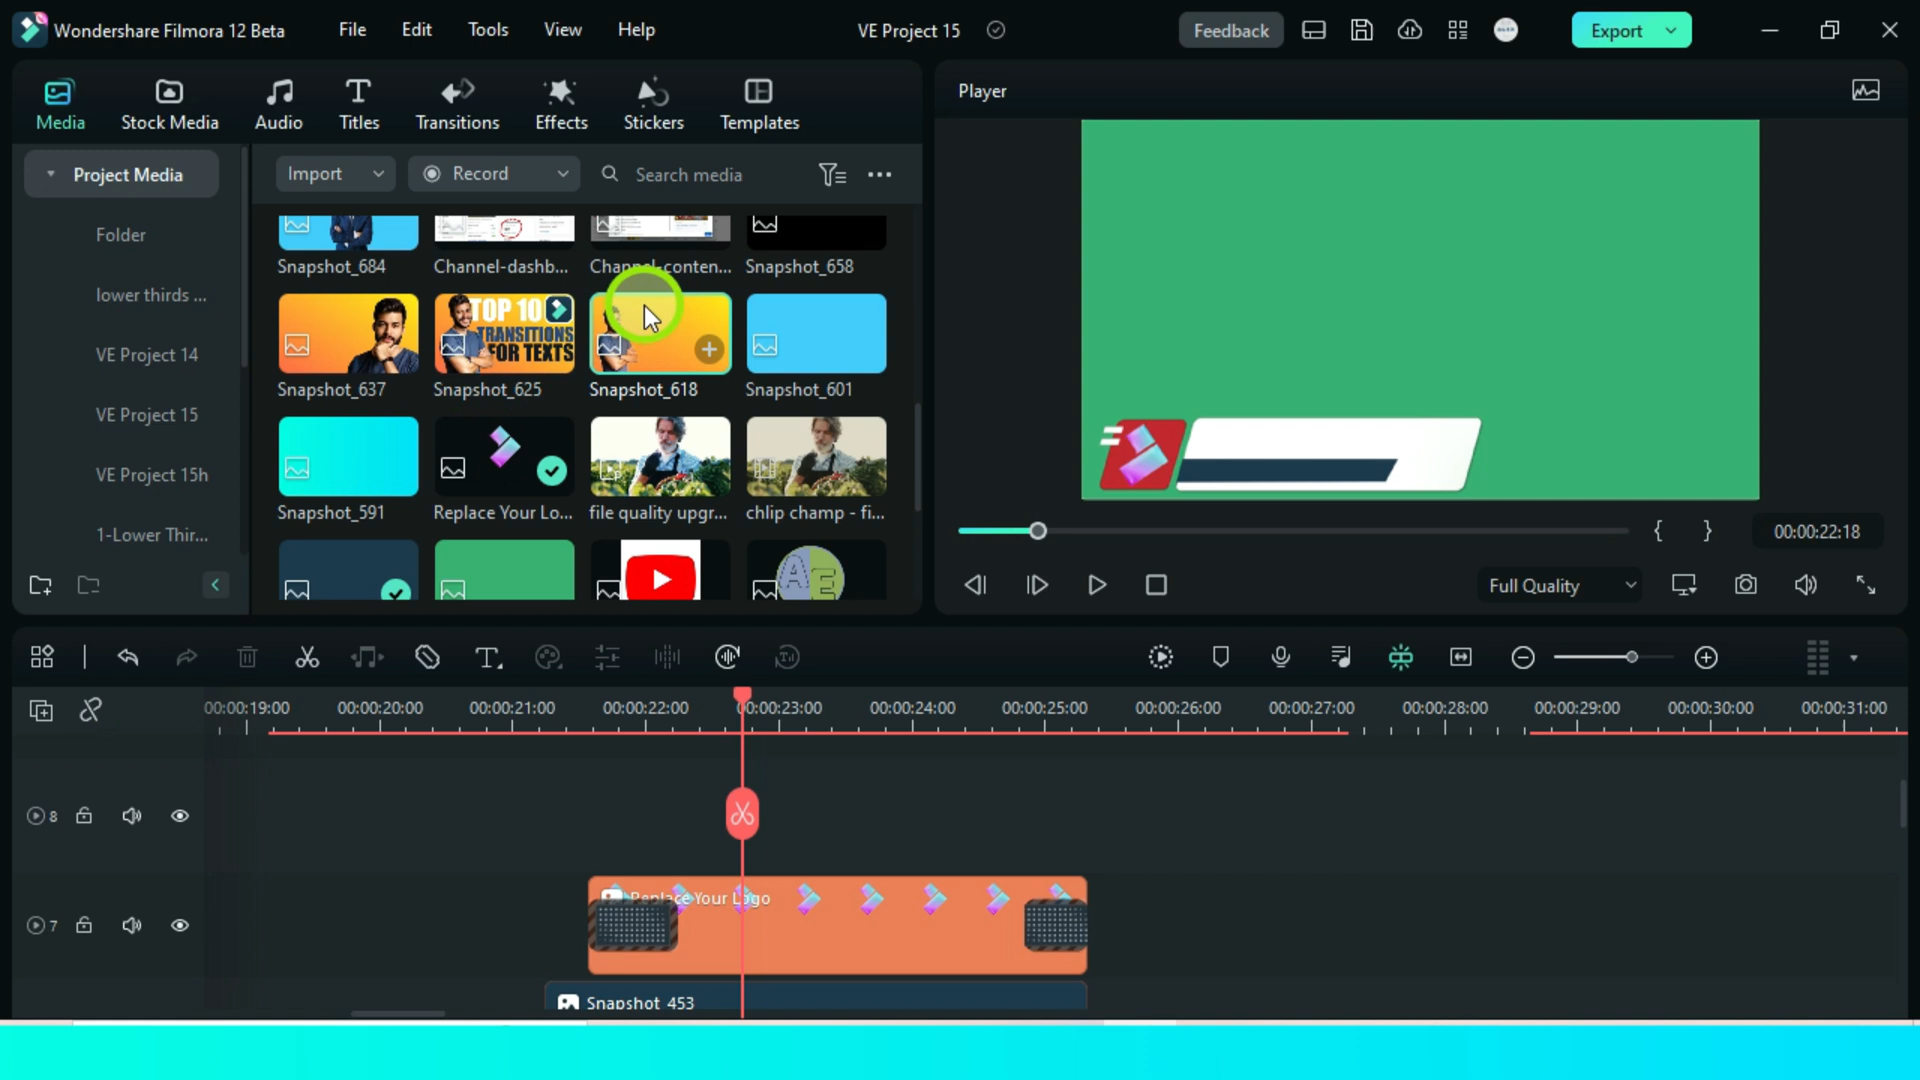 Wondershare Filmora 12 Beta
File
Edit
Tools
View
Help
VE Project 15
Feedback
Export
Media
Stock Media
Audio
Titles
Transitions
Effects
Stickers
Templates
Player
Project Media
Import
Record
Search media
Folder
lower thirds ...
VE Project 14
VE Project 15
VE Project 15h
1-Lower Thir...
Snapshot_684
Channel-dashb...
Channel-conten...
Snapshot_658
TOP 10
TRANSITIONS
FOR TEXTS
Snapshot_637
Snapshot_625
Snapshot_618
Snapshot_601
Snapshot_591
Replace Your Lo...
file quality upgr...
chlip champ - fi...
AE
00:00:22:18
Full Quality
00:00:19:00
00:00:20:00
00:00:21:00
00:00:22:00
00:00:23:00
00:00:24:00
00:00:25:00
00:00:26:00
00:00:27:00
00:00:28:00
00:00:29:00
00:00:30:00
00:00:31:00
8
Replace Your Logo
7
Snapshot 453